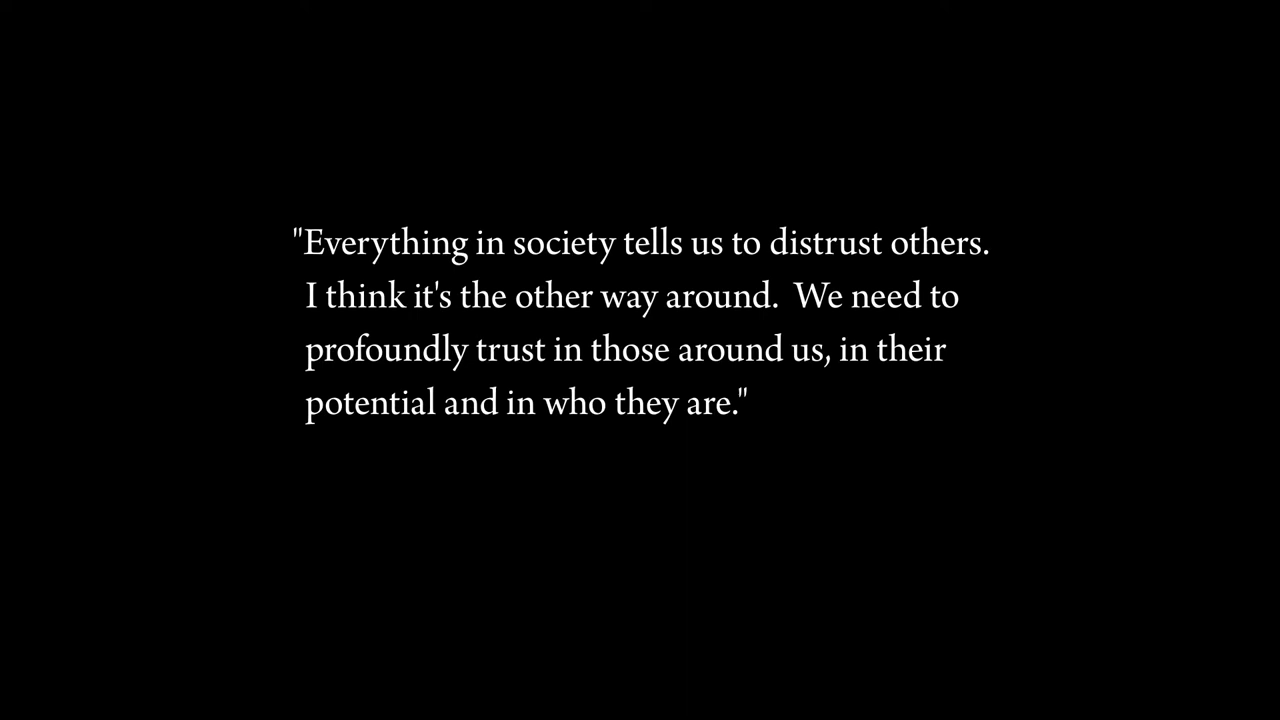 "Everything in society tells us to distrust others.
I think it's the other way around.  We need to
profoundly trust in those around us, in their
potential and in who they are."